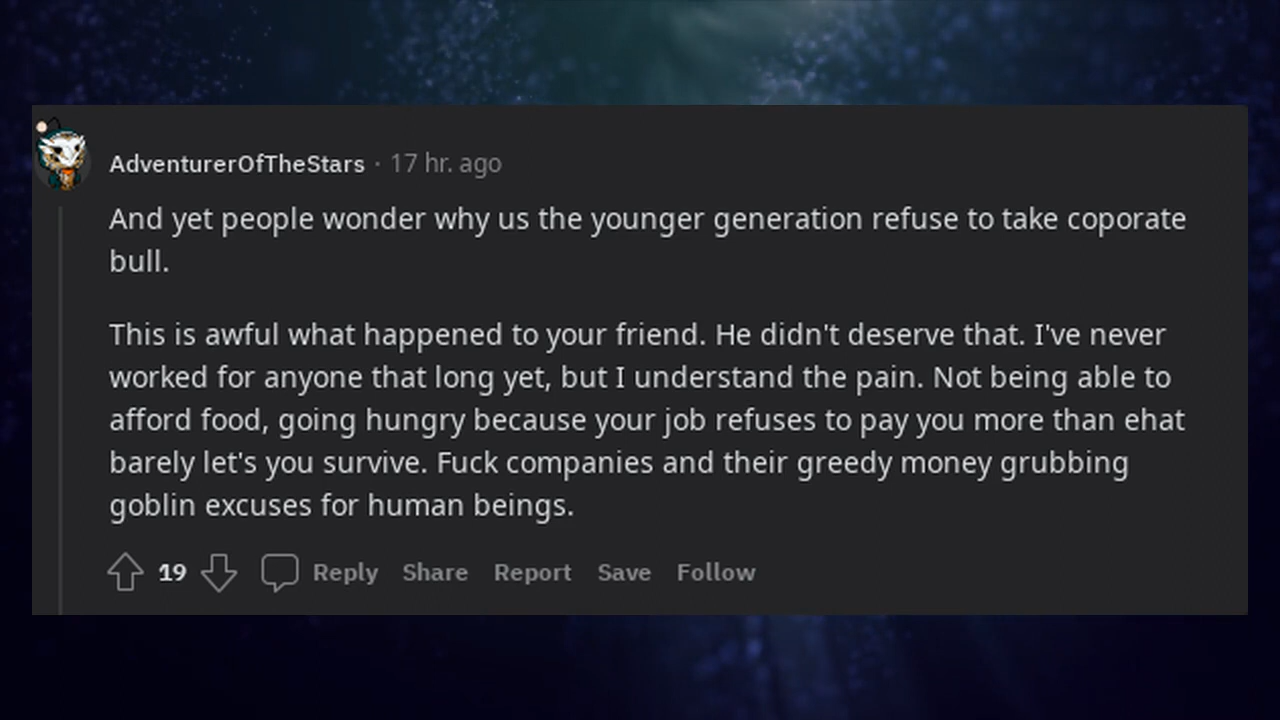 AdventurerOfTheStars · 17 hr. ago
And yet people wonder why us the younger generation refuse to take coporate
bull.
This is awful what happened to your friend. He didn't deserve that. I've never
worked for anyone that long yet, but I understand the pain. Not being able to
afford food, going hungry because your job refuses to pay you more than ehat
barely let's you survive. Fuck companies and their greedy money grubbing
goblin excuses for human beings.
19 Reply Share Report Save Follow